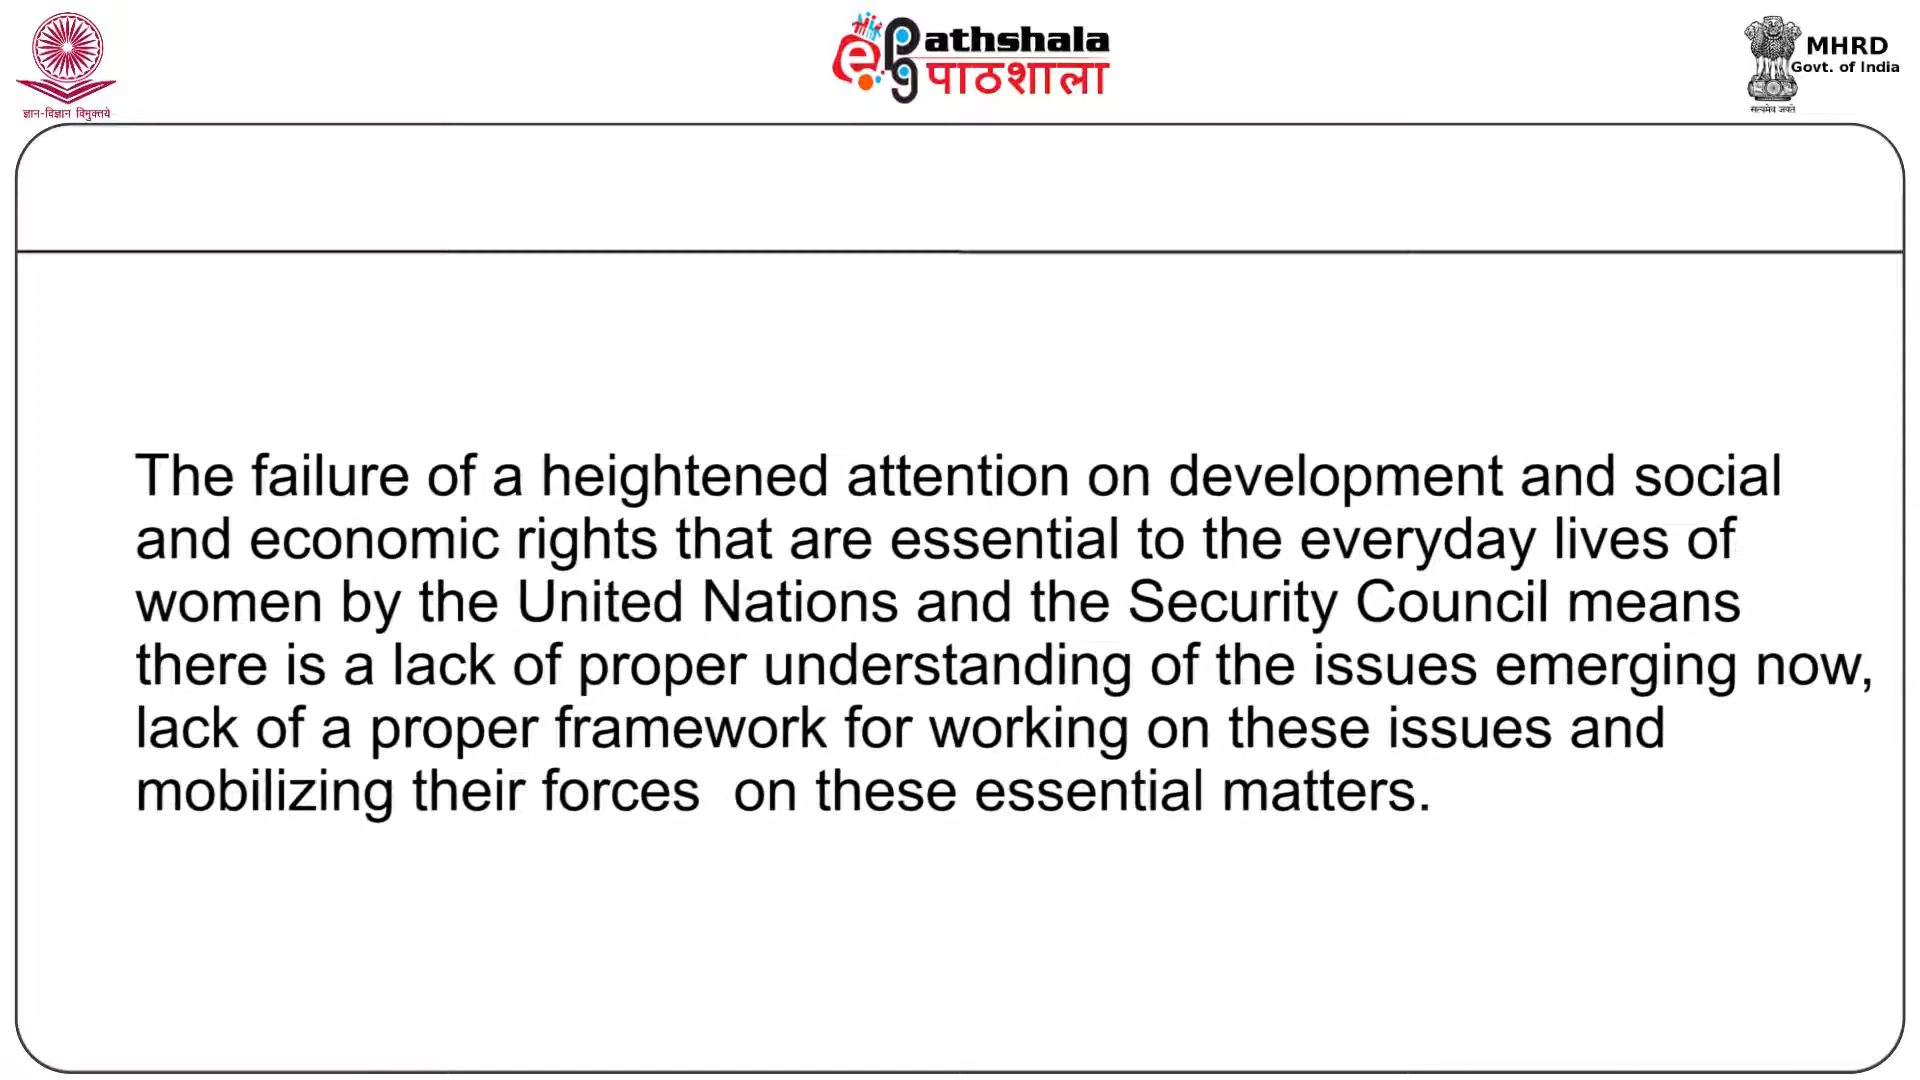 ज्ञान-विज्ञान विमुक्तये
ePg Pathshala
पाठशाला
MHRD
Govt. of India
सत्यमेव जयते
The failure of a heightened attention on development and social
and economic rights that are essential to the everyday lives of
women by the United Nations and the Security Council means
there is a lack of proper understanding of the issues emerging now,
lack of a proper framework for working on these issues and
mobilizing their forces  on these essential matters.